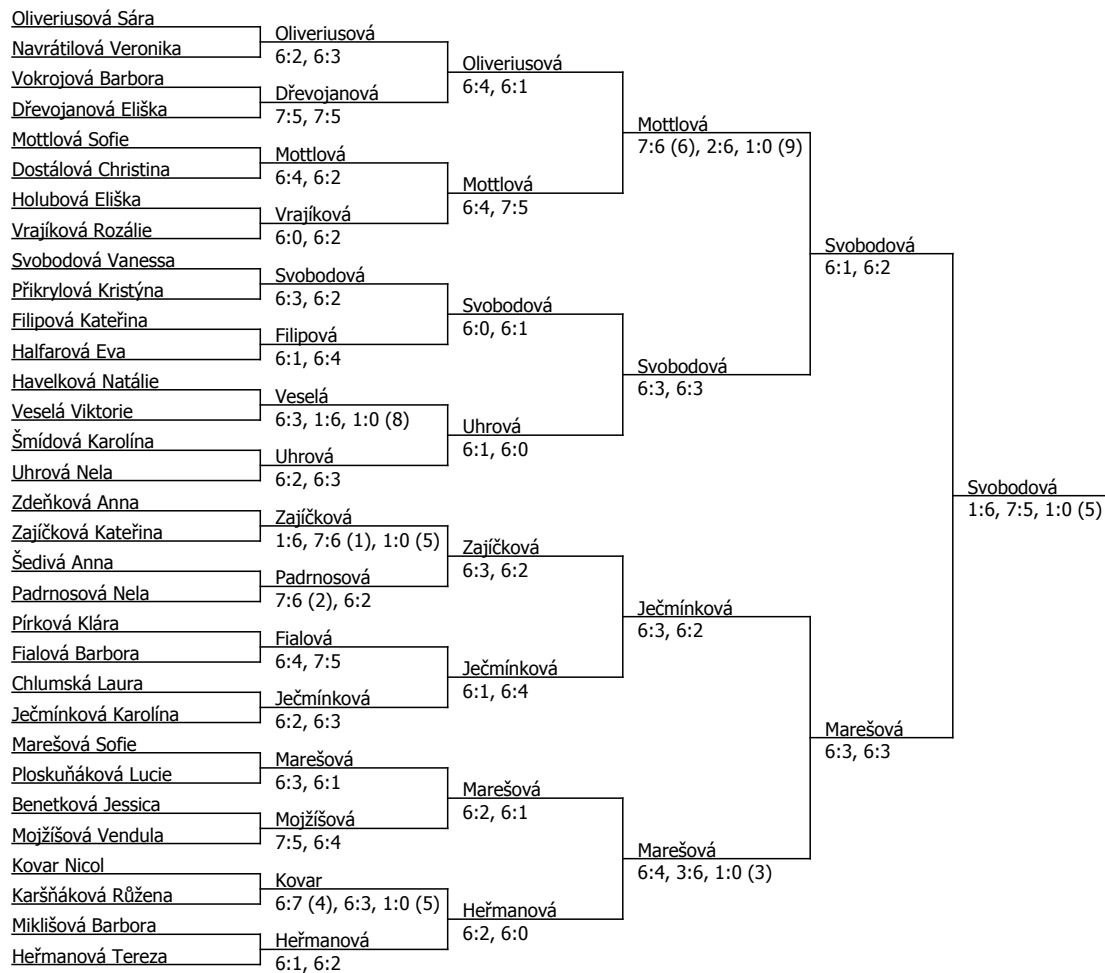 Oliveriusová Sára
Navrátilová Veronika
Vokrojová Barbora
Dřevojanová Eliška
Mottlová Sofie
Dostálová Christina
Holubová Eliška
Vrajíková Rozálie
Svobodová Vanessa
Přikrylová Kristýna
Filipová Kateřina
Halfarová Eva
Havelková Natálie
Veselá Viktorie
Šmídová Karolína
Uhrová Nela
Zdeňková Anna
Zajíčková Kateřina
Šedivá Anna
Padrnosová Nela
Pírková Klára
Fialová Barbora
Chlumská Laura
Ječmínková Karolína
Marešová Sofie
Ploskuňáková Lucie
Benetková Jessica
Mojžíšová Vendula
Kovar Nicol
Karšňáková Růžena
Miklišová Barbora
Heřmanová Tereza
Oliveriusová
6:2, 6:3
Dřevojanová
7:5, 7:5
Mottlová
6:4, 6:2
Vrajíková
6:0, 6:2
Svobodová
6:3, 6:2
Filipová
6:1, 6:4
Veselá
6:3, 1:6, 1:0 (8)
Uhrová
6:2, 6:3
Zajíčková
1:6, 7:6 (1), 1:0 (5)
Padrnosová
7:6 (2), 6:2
Fialová
6:4, 7:5
Ječmínková
6:2, 6:3
Marešová
6:3, 6:1
Mojžíšová
7:5, 6:4
Kovar
6:7 (4), 6:3, 1:0 (5)
Heřmanová
6:1, 6:2
Oliveriusová
6:4, 6:1
Mottlová
6:4, 7:5
Svobodová
6:0, 6:1
Uhrová
6:1, 6:0
Zajíčková
6:3, 6:2
Ječmínková
6:1, 6:4
Marešová
6:2, 6:1
Heřmanová
6:2, 6:0
Mottlová
7:6 (6), 2:6, 1:0 (9)
Svobodová
6:3, 6:3
Ječmínková
6:3, 6:2
Marešová
6:4, 3:6, 1:0 (3)
Svobodová
6:1, 6:2
Marešová
6:3, 6:3
Svobodová
1:6, 7:5, 1:0 (5)